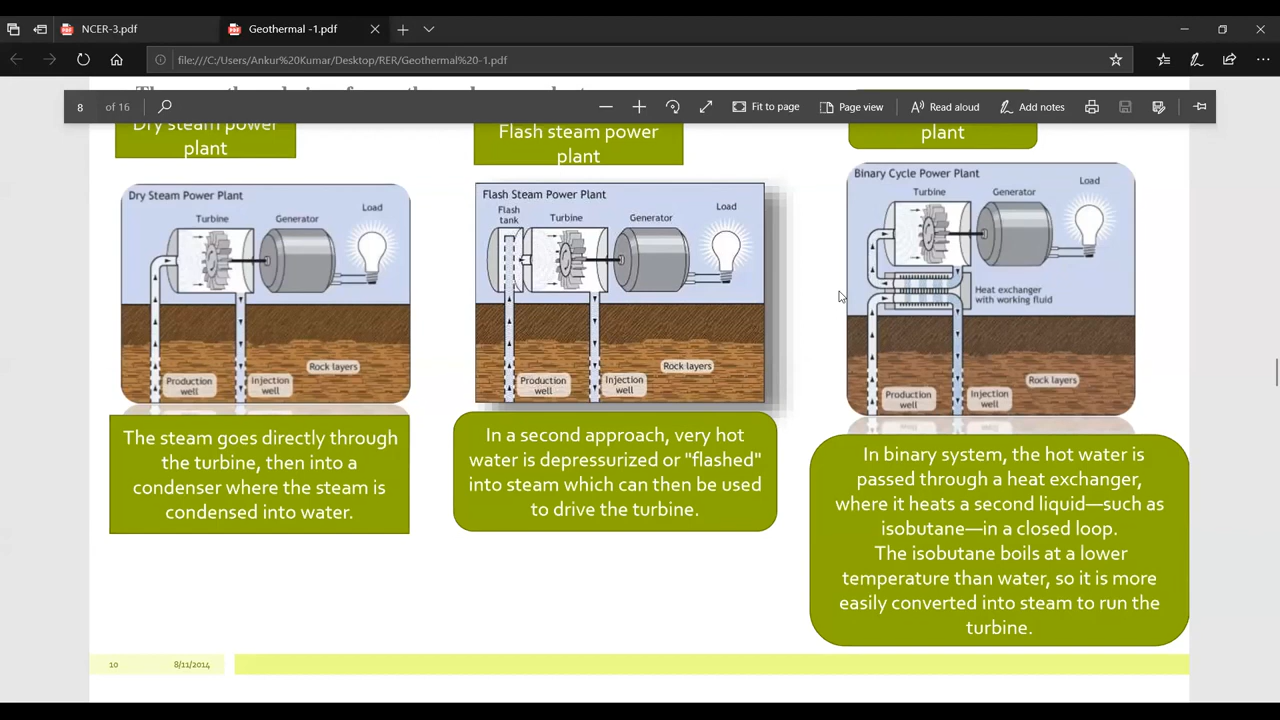 NCER-3.pdf
Geothermal -1.pdf
file:///C:/Users/Ankur%20Kumar/Desktop/RER/Geothermal%20-1.pdf
8 of 16
Fit to page
Page view
Read aloud
Add notes
Dry steam power
plant
Flash steam power
plant
plant
Dry Steam Power Plant
Turbine
Generator
Load
Production
well
Injection
well
Rock layers
Flash Steam Power Plant
Flash
tank
Turbine
Generator
Load
Production
well
Injection
well
Rock layers
Binary Cycle Power Plant
Turbine
Generator
Load
Heat exchanger
with working fluid
Production
well
Injection
well
Rock layers
The steam goes directly through
the turbine, then into a
condenser where the steam is
condensed into water.
In a second approach, very hot
water is depressurized or "flashed"
into steam which can then be used
to drive the turbine.
In binary system, the hot water is
passed through a heat exchanger,
where it heats a second liquid—such as
isobutane—in a closed loop.
The isobutane boils at a lower
temperature than water, so it is more
easily converted into steam to run the
turbine.
10
8/11/2014